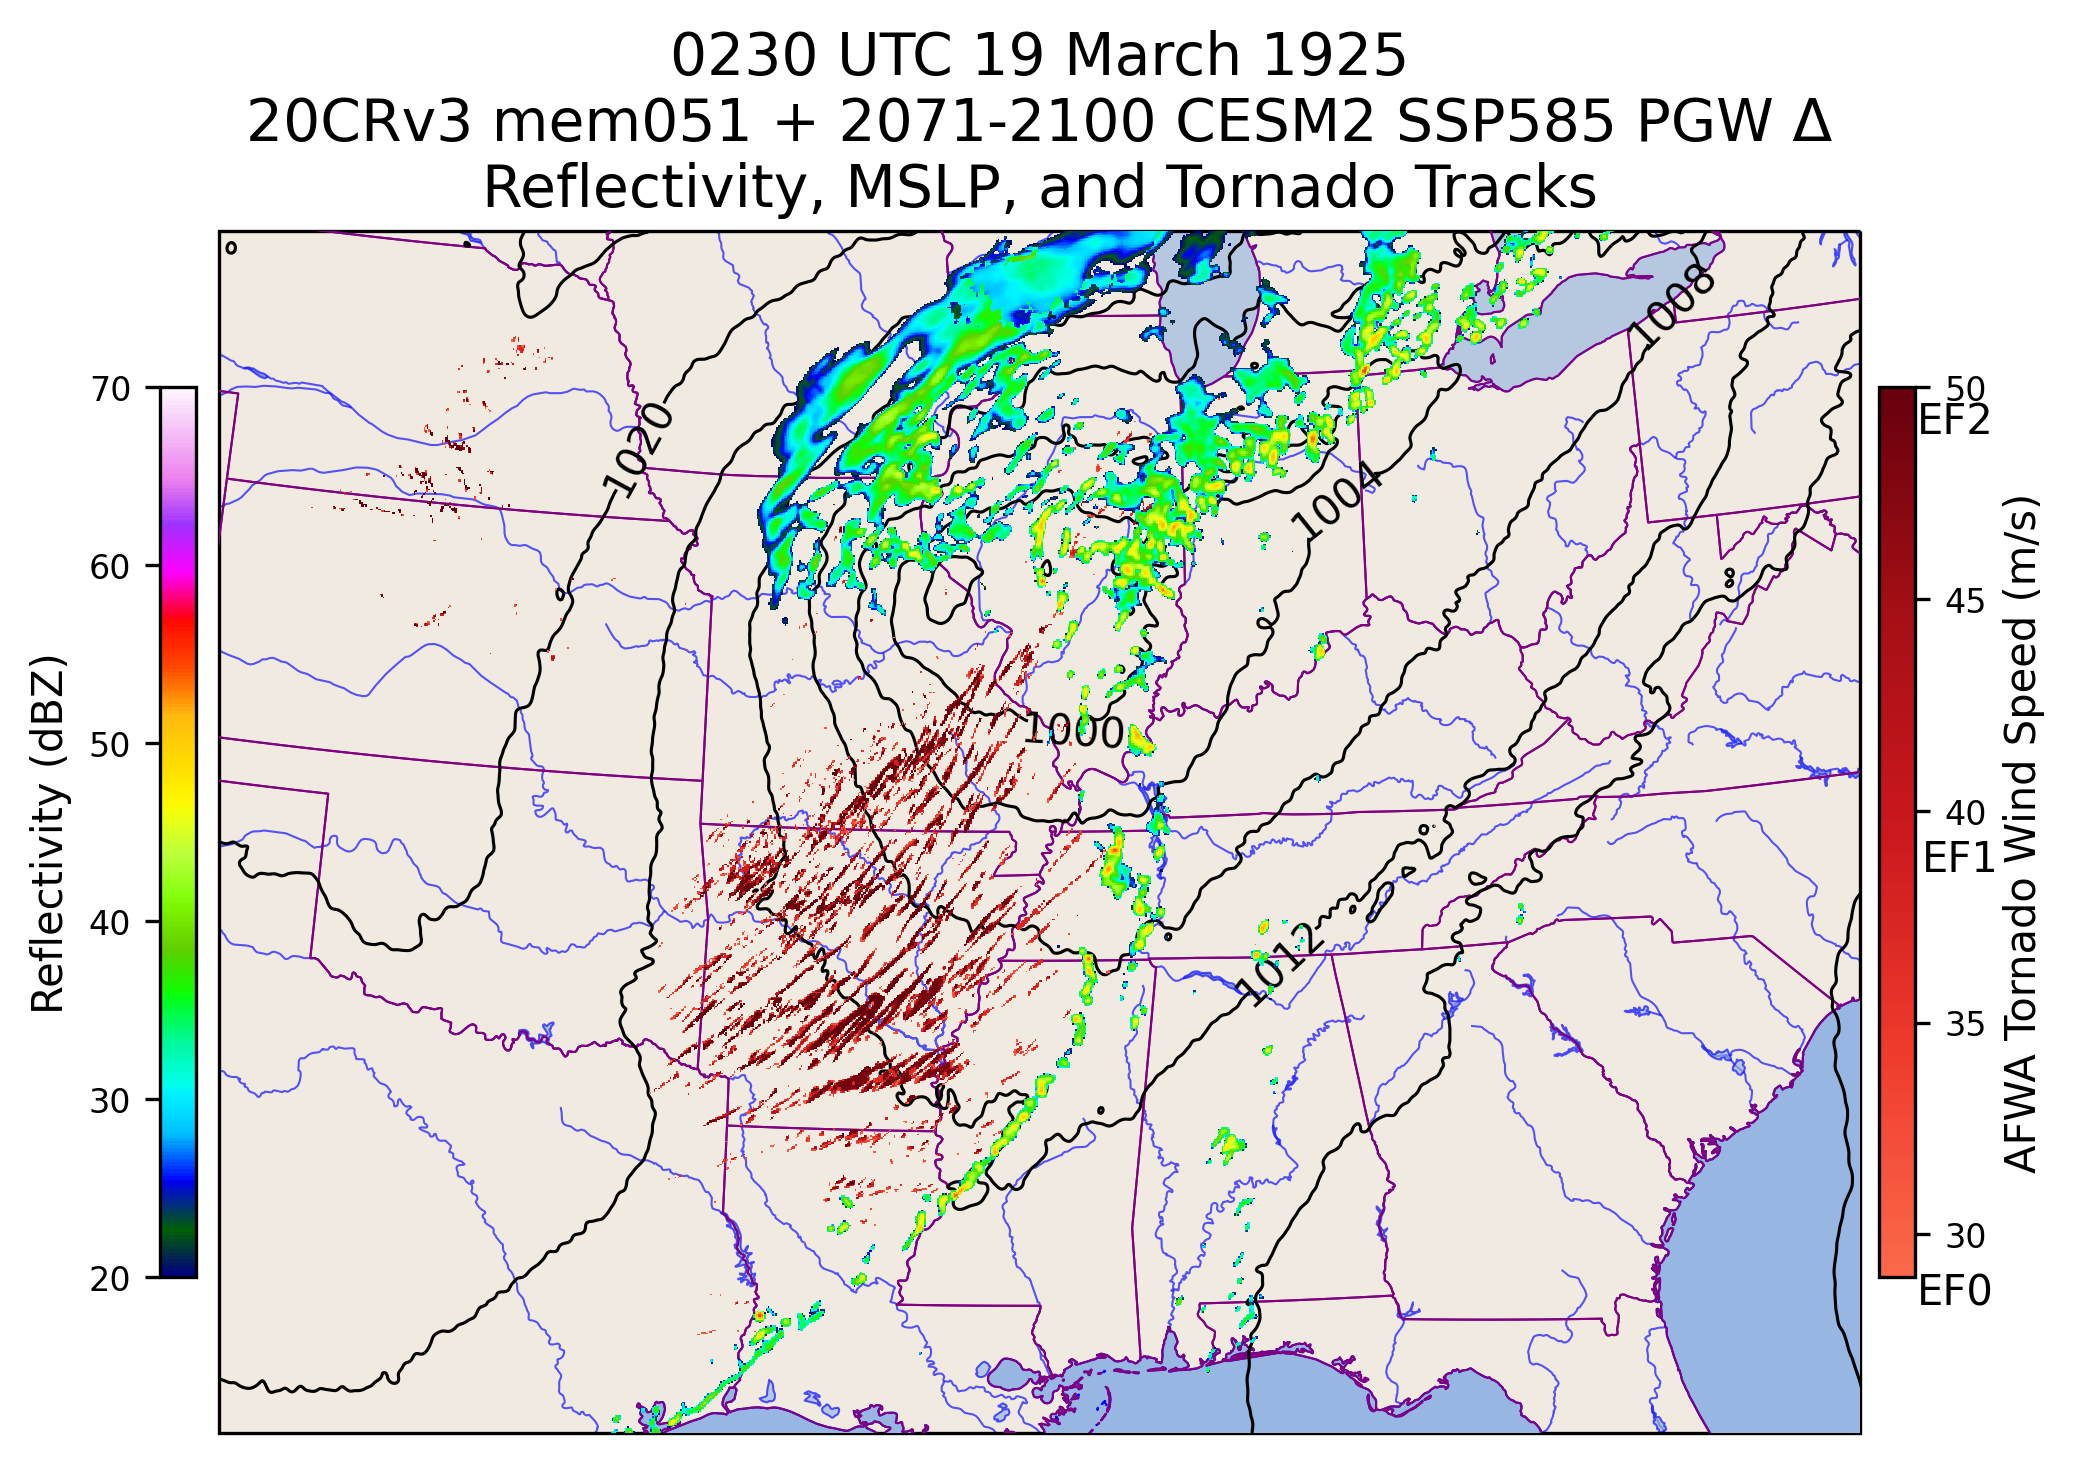 0230 UTC 19 March 1925
20CRv3 mem051 + 2071-2100 CESM2 SSP585 PGW Δ
Reflectivity, MSLP, and Tornado Tracks
Reflectivity (dBZ)
70
60
50
40
30
20
1020
1008
1004
1000
1012
50
EF2
45
40
EF1
35
30
EF0
AFWA Tornado Wind Speed (m/s)